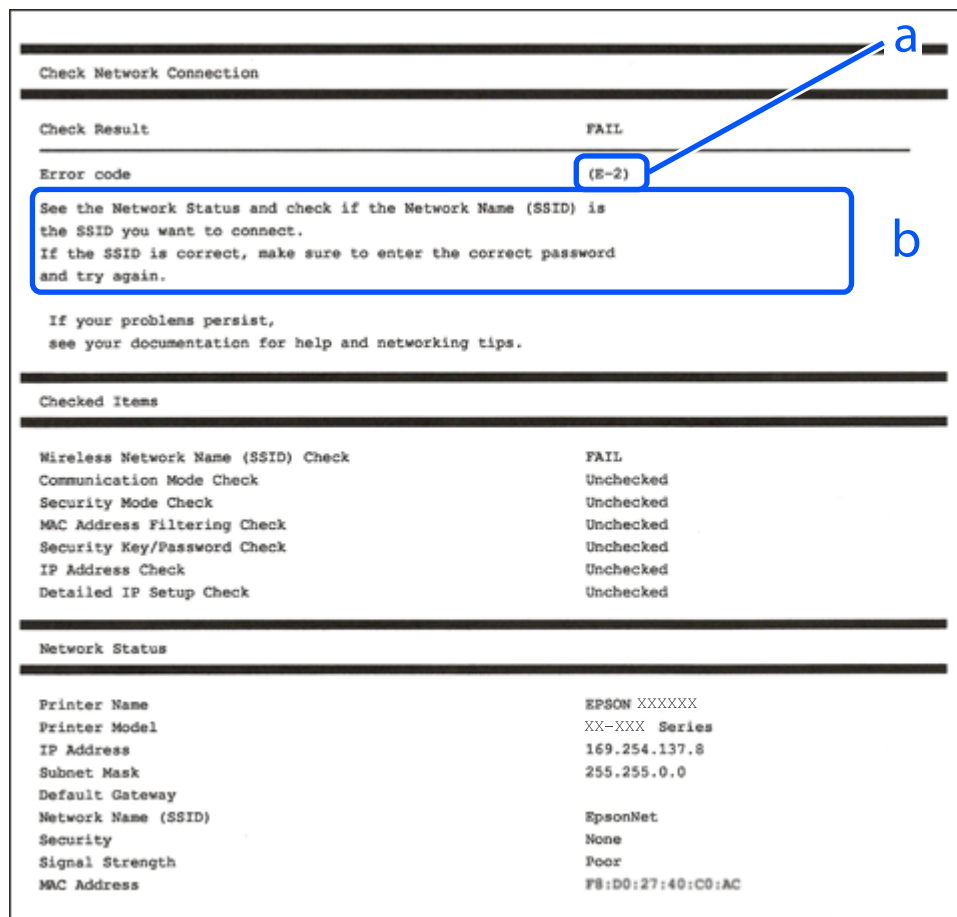 a
Check Network Connection
Check Result FAIL
Error code (E-2)
See the Network Status and check if the Network Name (SSID) is
the SSID you want to connect.
If the SSID is correct, make sure to enter the correct password
and try again.
b
If your problems persist,
see your documentation for help and networking tips.
Checked Items
Wireless Network Name (SSID) Check FAIL
Communication Mode Check Unchecked
Security Mode Check Unchecked
MAC Address Filtering Check Unchecked
Security Key/Password Check Unchecked
IP Address Check Unchecked
Detailed IP Setup Check Unchecked
Network Status
Printer Name EPSON XXXXXX
Printer Model XX-XXX Series
IP Address 169.254.137.8
Subnet Mask 255.255.0.0
Default Gateway
Network Name (SSID) EpsonNet
Security None
Signal Strength Poor
MAC Address F8:D0:27:40:C0:AC